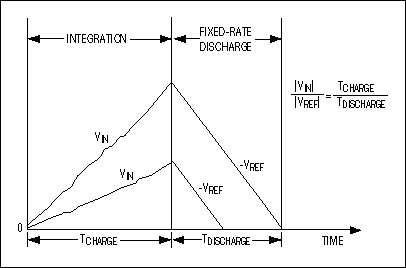 INTEGRATION
FIXED-RATE
DISCHARGE
|VIN|
|VREF|
=
TCHARGE
TDISCHARGE
VIN
VIN
-VREF
-VREF
0
TCHARGE
TDISCHARGE
TIME